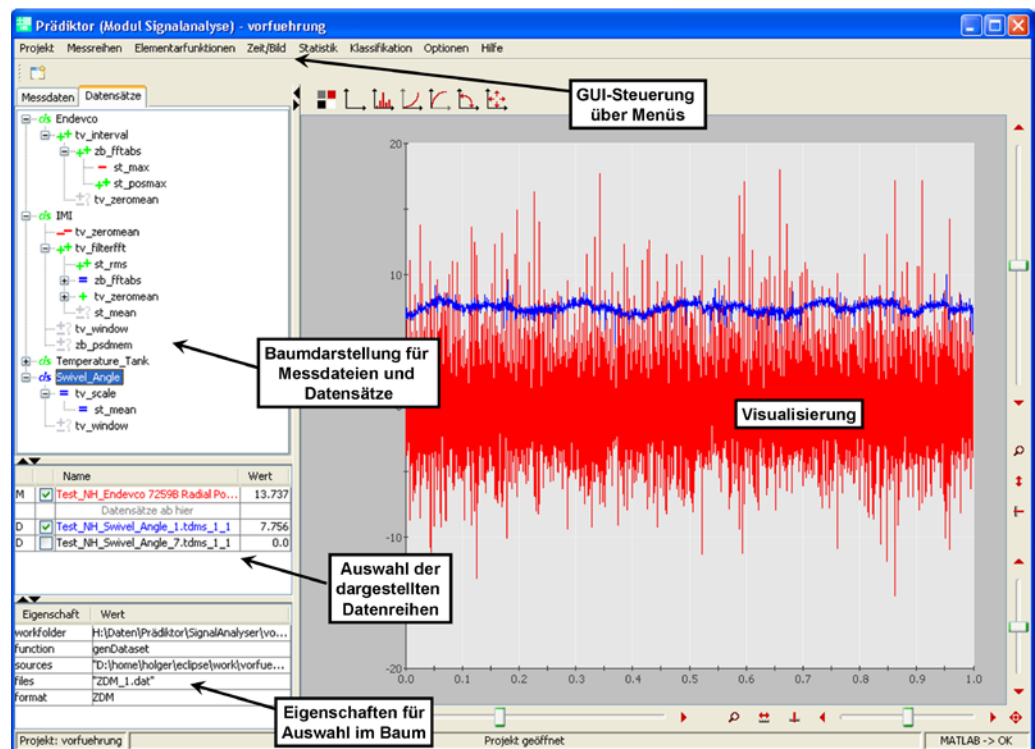 Prädiktor (Modul Signalanalyse) - vorfuehrung
Projekt Messreihen Elementarfunktionen Zeit/Bild Statistik Klassifikation Optionen Hilfe
GUI-Steuerung
über Menüs
Messdaten Datensätze
cis Endevco
tv_interval
zb_fftabs
st_max
st_posmax
tv_zeromean
cis IMI
tv_zeromean
tv_filterfft
st_rms
zb_fftabs
tv_zeromean
st_mean
tv_window
zb_psdmem
cis Temperature_Tank
cis Swivel_Angle
tv_scale
st_mean
tv_window
Baumdarstellung für
Messdateien und
Datensätze
20
10
0
-10
-20
0.0 0.1 0.2 0.3 0.4 0.5 0.6 0.7 0.8 0.9 1.0
Visualisierung
Name Wert
M Test_NH_Endevco 7259B Radial Po... 13.737
Datensätze ab hier
D Test_NH_Swivel_Angle_1.tdms_1_1 7.756
D Test_NH_Swivel_Angle_7.tdms_1_1 0.0
Auswahl der
dargestellten
Datenreihen
Eigenschaft Wert
workfolder H:\Daten\Prädiktor\SignalAnalyser\vo...
function genDataset
sources "D:\home\holger\eclipse\work\vorfue...
files "ZDM_1.dat"
format ZDM
Eigenschaften für
Auswahl im Baum
Projekt: vorfuehrung Projekt geöffnet MATLAB -> OK